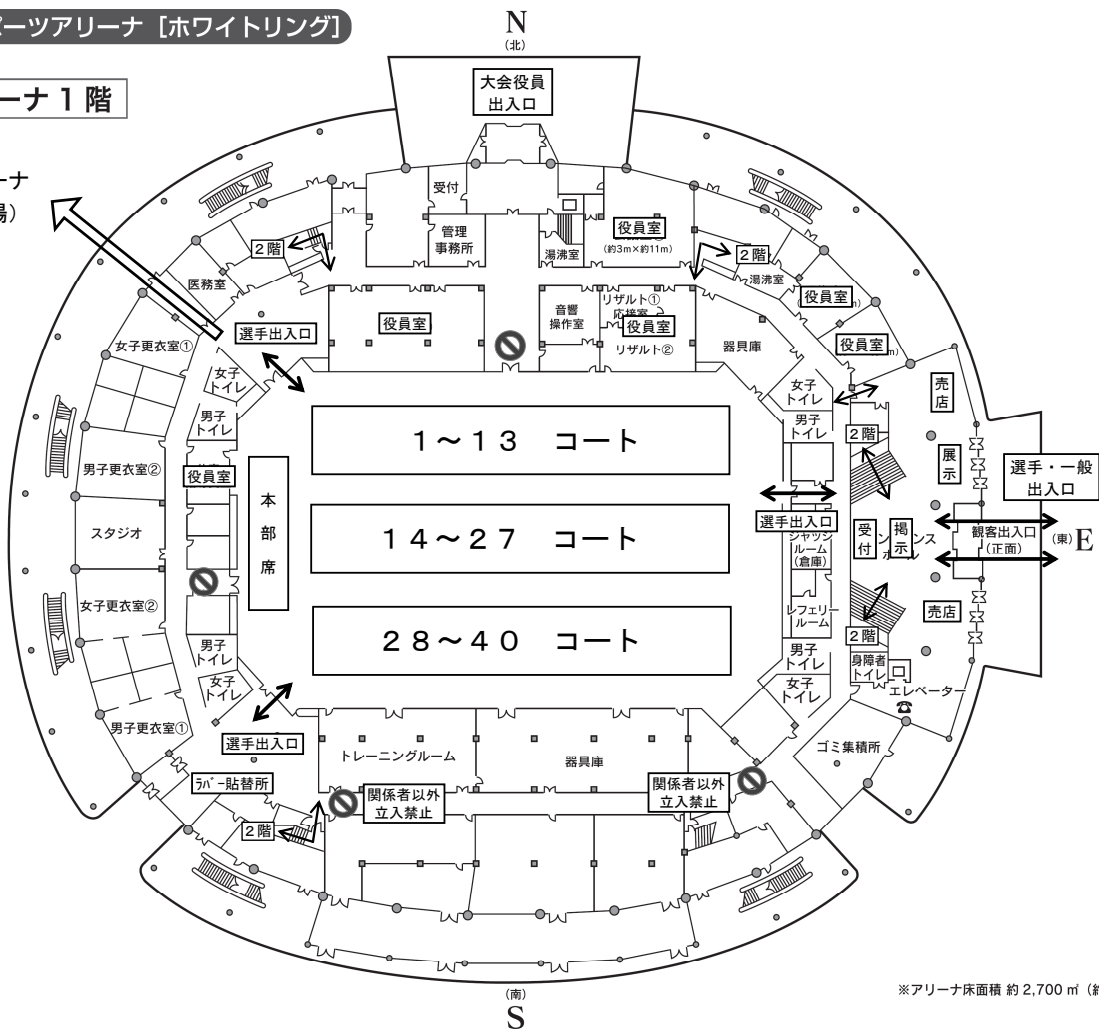 ポーツアリーナ［ホワイトリング］
ーナ 1 階
ーナ
場）
N
（北）
大会役員
出入口
受付
管理
事務所
湯沸室
役員室
（約3m×約11m）
2階
2階
湯沸室
医務室
役員室
役員室
選手出入口
役員室
音響
操作室
リザルト①
応接室
役員室
リザルト②
器具庫
女子更衣室①
女子
トイレ
男子
トイレ
女子
トイレ
男子
トイレ
売店
2階
展示
選手・一般
出入口
1～13 コート
男子更衣室②
役員室
本部席
選手出入口
スタジオ
14～27 コート
ジャッジ
ルーム
（倉庫）
受付
掲示
観客出入口
（正面）
（東）E
女子更衣室②
28～40 コート
レフェリー
ルーム
売店
2階
男子
トイレ
女子
トイレ
男子
トイレ
女子
トイレ
身障者
トイレ
エレベーター
男子更衣室①
選手出入口
トレーニングルーム
器具庫
ゴミ集積所
ﾗﾊﾞｰ貼替所
関係者以外
立入禁止
関係者以外
立入禁止
2階
（南）
S
※アリーナ床面積 約 2,700 ㎡（約